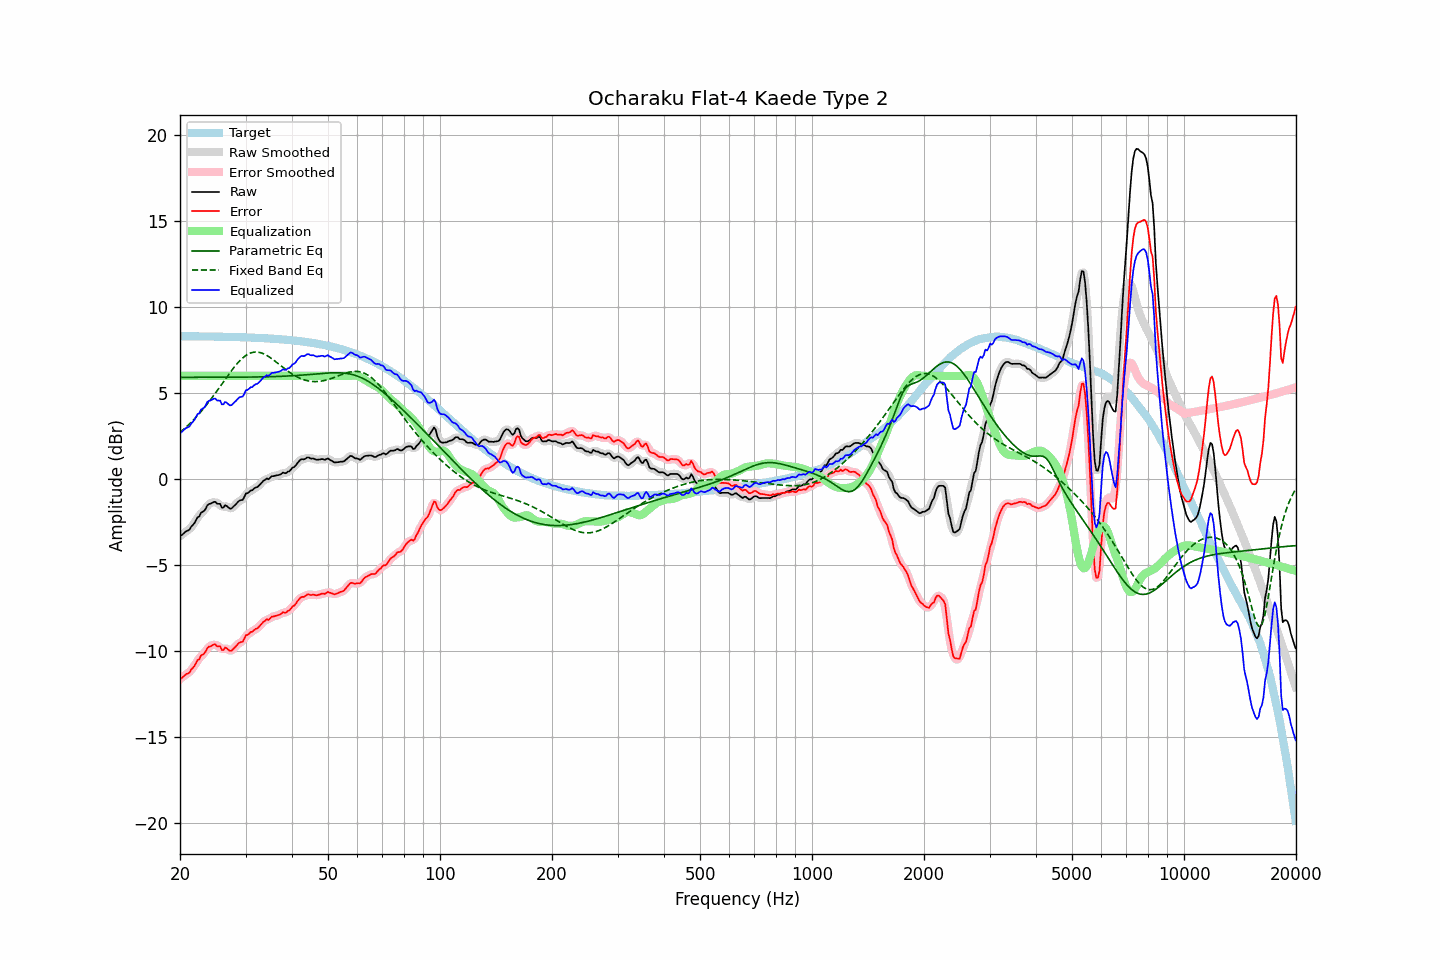 Ocharaku Flat-4 Kaede Type 2
Target
Raw Smoothed
Error Smoothed
Raw
Error
Equalization
Parametric Eq
Fixed Band Eq
Equalized
20
15
10
5
0
−5
−10
−15
−20
Amplitude (dBr)
20 50 100 200 500 1000 2000 5000 10000 20000
Frequency (Hz)